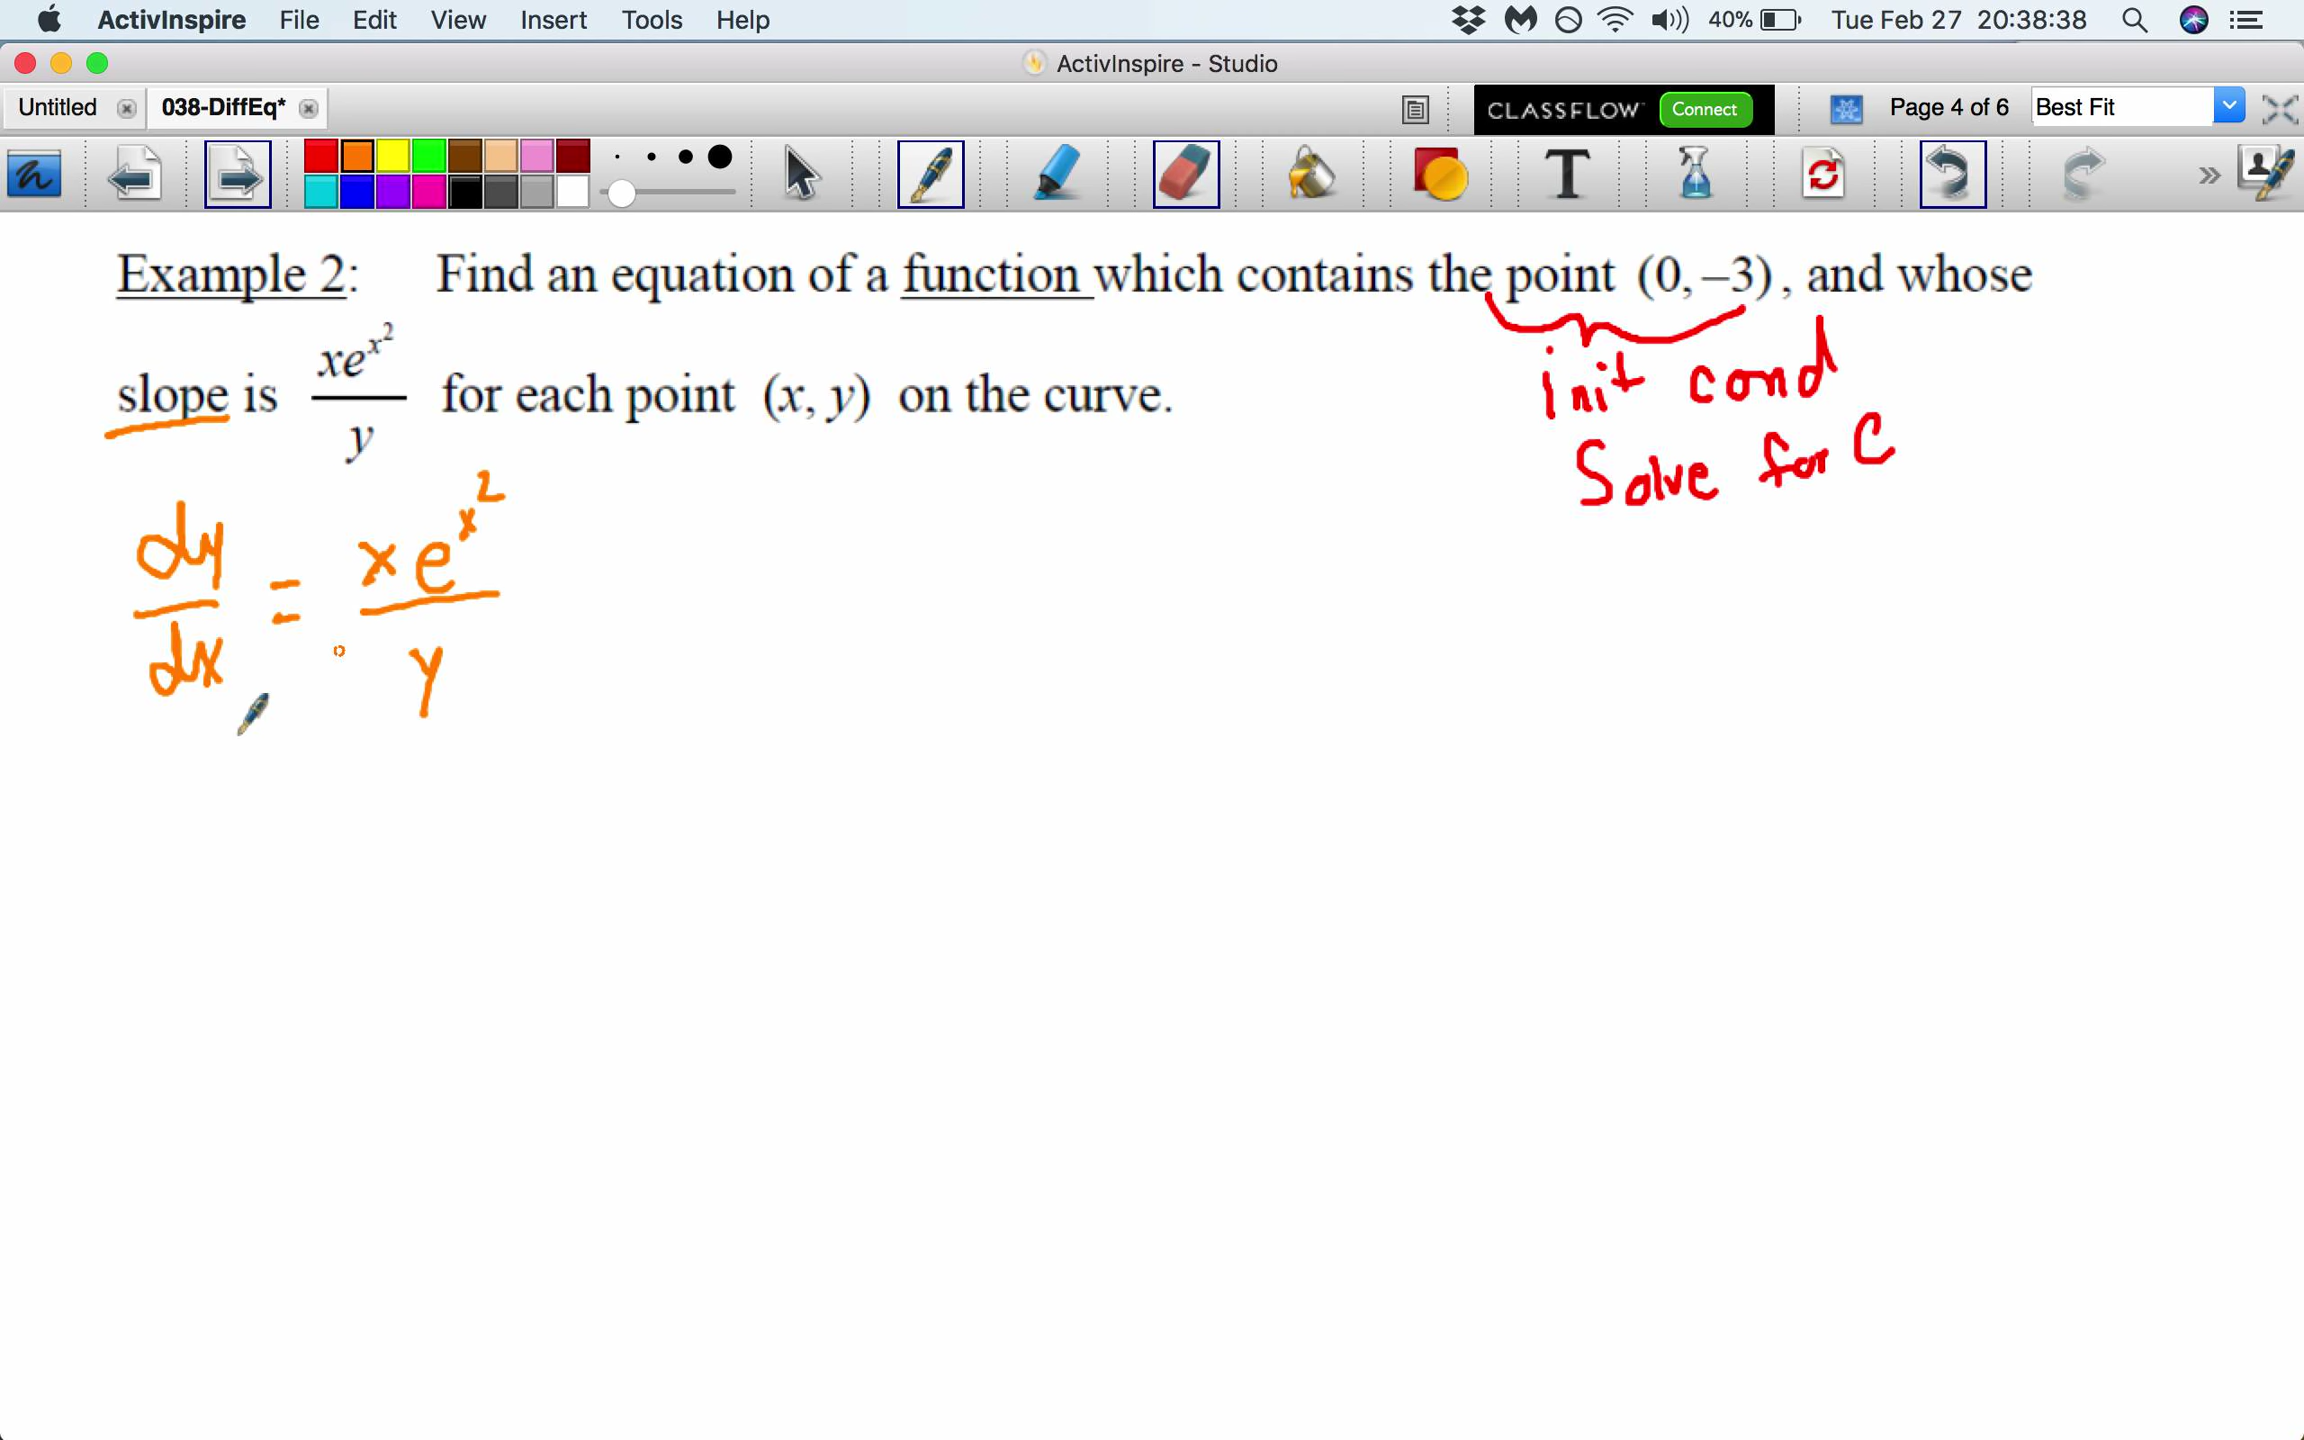 ActivInspire File Edit View Insert Tools Help 40% Tue Feb 27 20:38:38
ActivInspire - Studio
Untitled 038-DiffEq* CLASSFLOW Connect Page 4 of 6 Best Fit
T
Example 2: Find an equation of a function which contains the point (0, –3), and whose
slope is xe^{x^2}/y for each point (x, y) on the curve.
init cond
Solve for C
dy/dx = xe^{x^2}/y